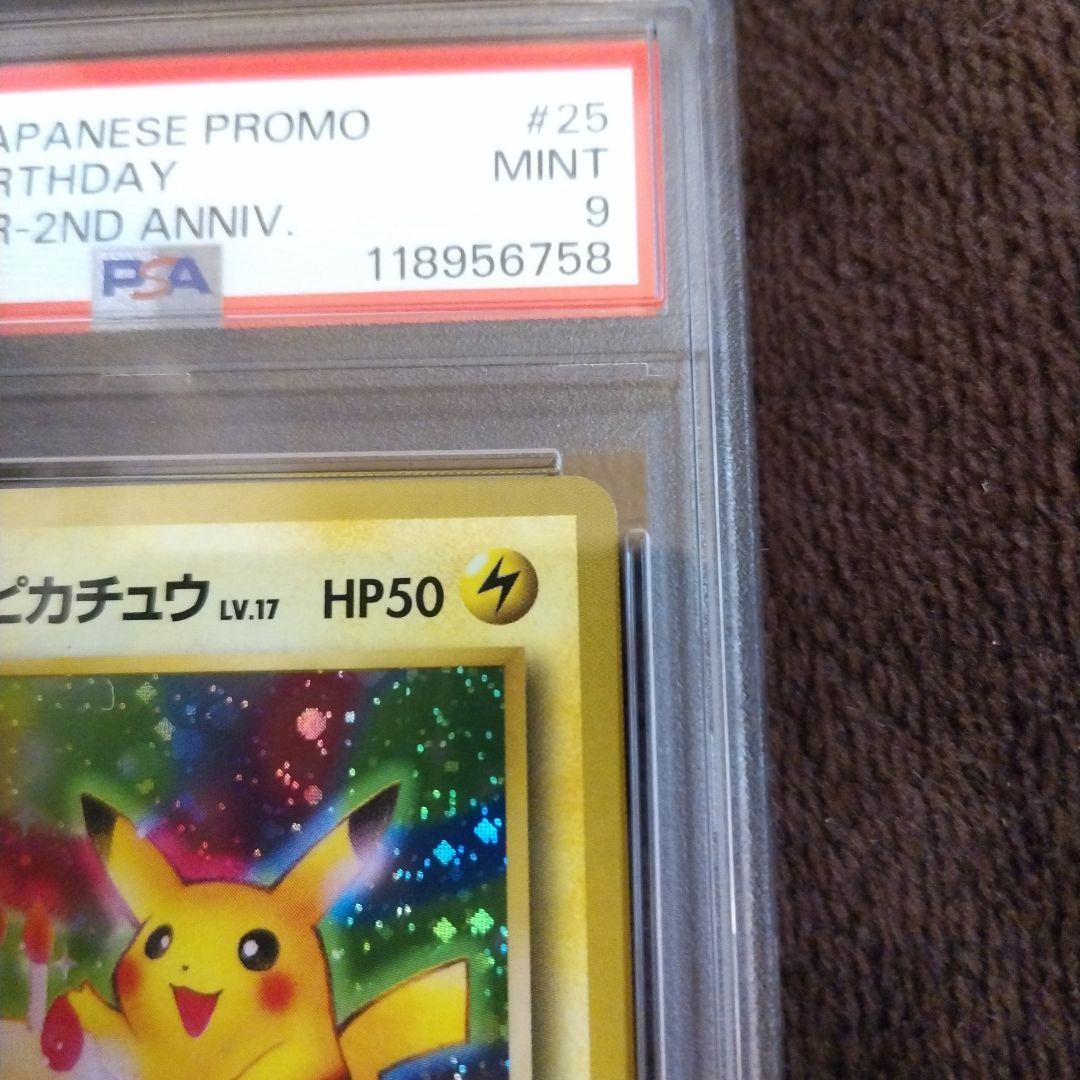 APANESE PROMO #25
RTHDAY MINT
R-2ND ANNIV. 9
PSA 118956758
ピカチュウ LV.17 HP50